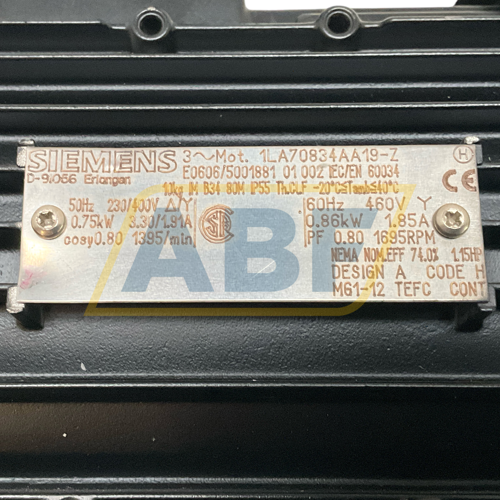 SIEMENS 3~Mot. 1LA70834AA19-Z H
D-91056 Erlangen E0606/5001881 01 002 IEC/EN 60034
10kg IM B34 80M IP55 Th.Cl.F -20°C≤Tamb≤40°C CE
50Hz 230/400V Δ/Y 60Hz 460V Y
0.75kW 3.30/1.91A 0.86kW 1.85A
cosφ0.80 1395/min PF 0.80 1695RPM
SA
NEMA NOM.EFF 74.0% 1.15HP
DESIGN A CODE H
MG1-12 TEFC CONT
ABF